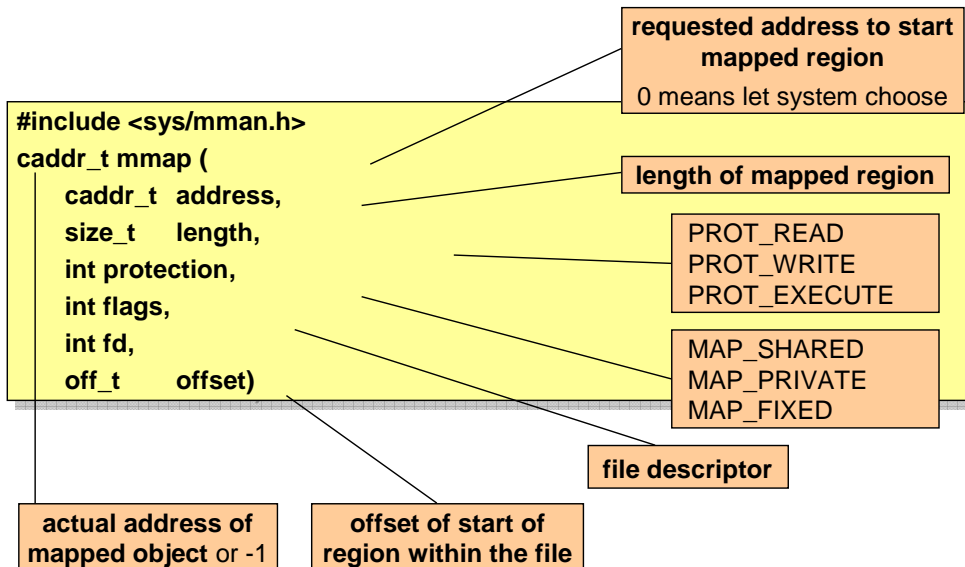 requested address to start
mapped region
0 means let system choose
#include <sys/mman.h>
caddr_t mmap (
caddr_t address,
size_t length,
int protection,
int flags,
int fd,
off_t offset)
length of mapped region
PROT_READ
PROT_WRITE
PROT_EXECUTE
MAP_SHARED
MAP_PRIVATE
MAP_FIXED
file descriptor
actual address of
mapped object or -1
offset of start of
region within the file